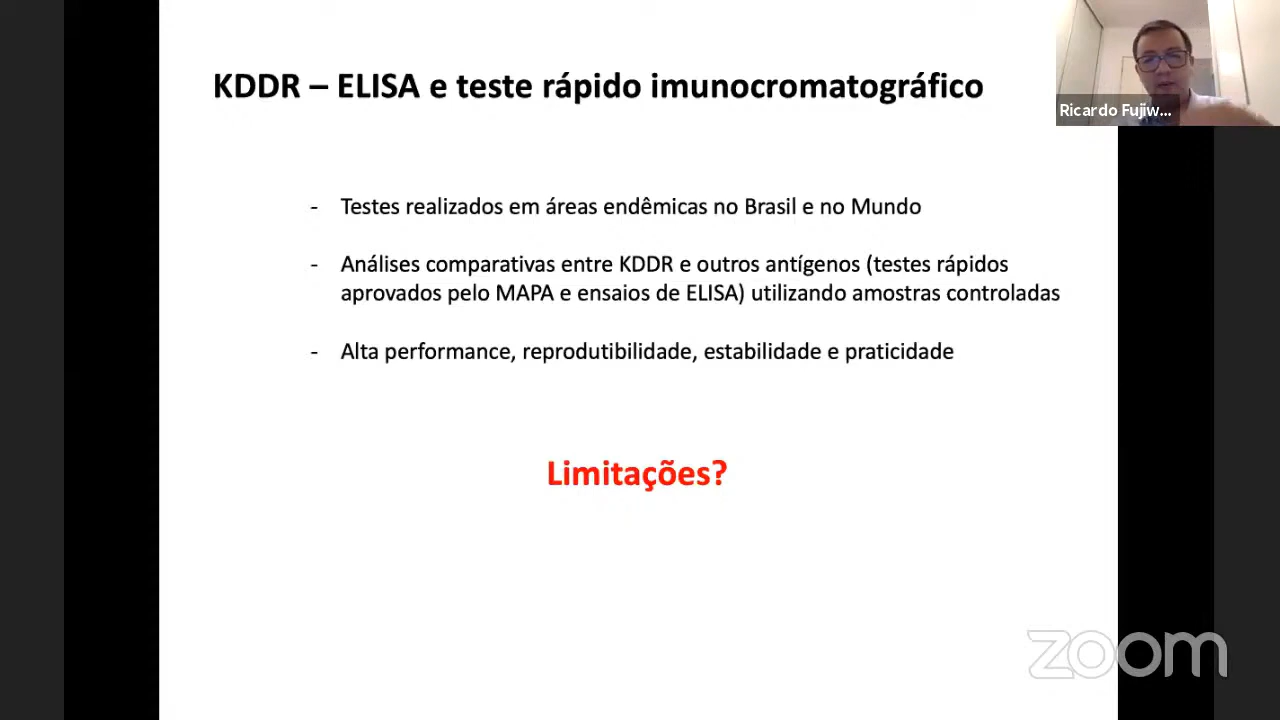 KDDR – ELISA e teste rápido imunocromatográfico
Ricardo Fujiw...
- Testes realizados em áreas endêmicas no Brasil e no Mundo
- Análises comparativas entre KDDR e outros antígenos (testes rápidos
aprovados pelo MAPA e ensaios de ELISA) utilizando amostras controladas
- Alta performance, reprodutibilidade, estabilidade e praticidade
Limitações?
zoom